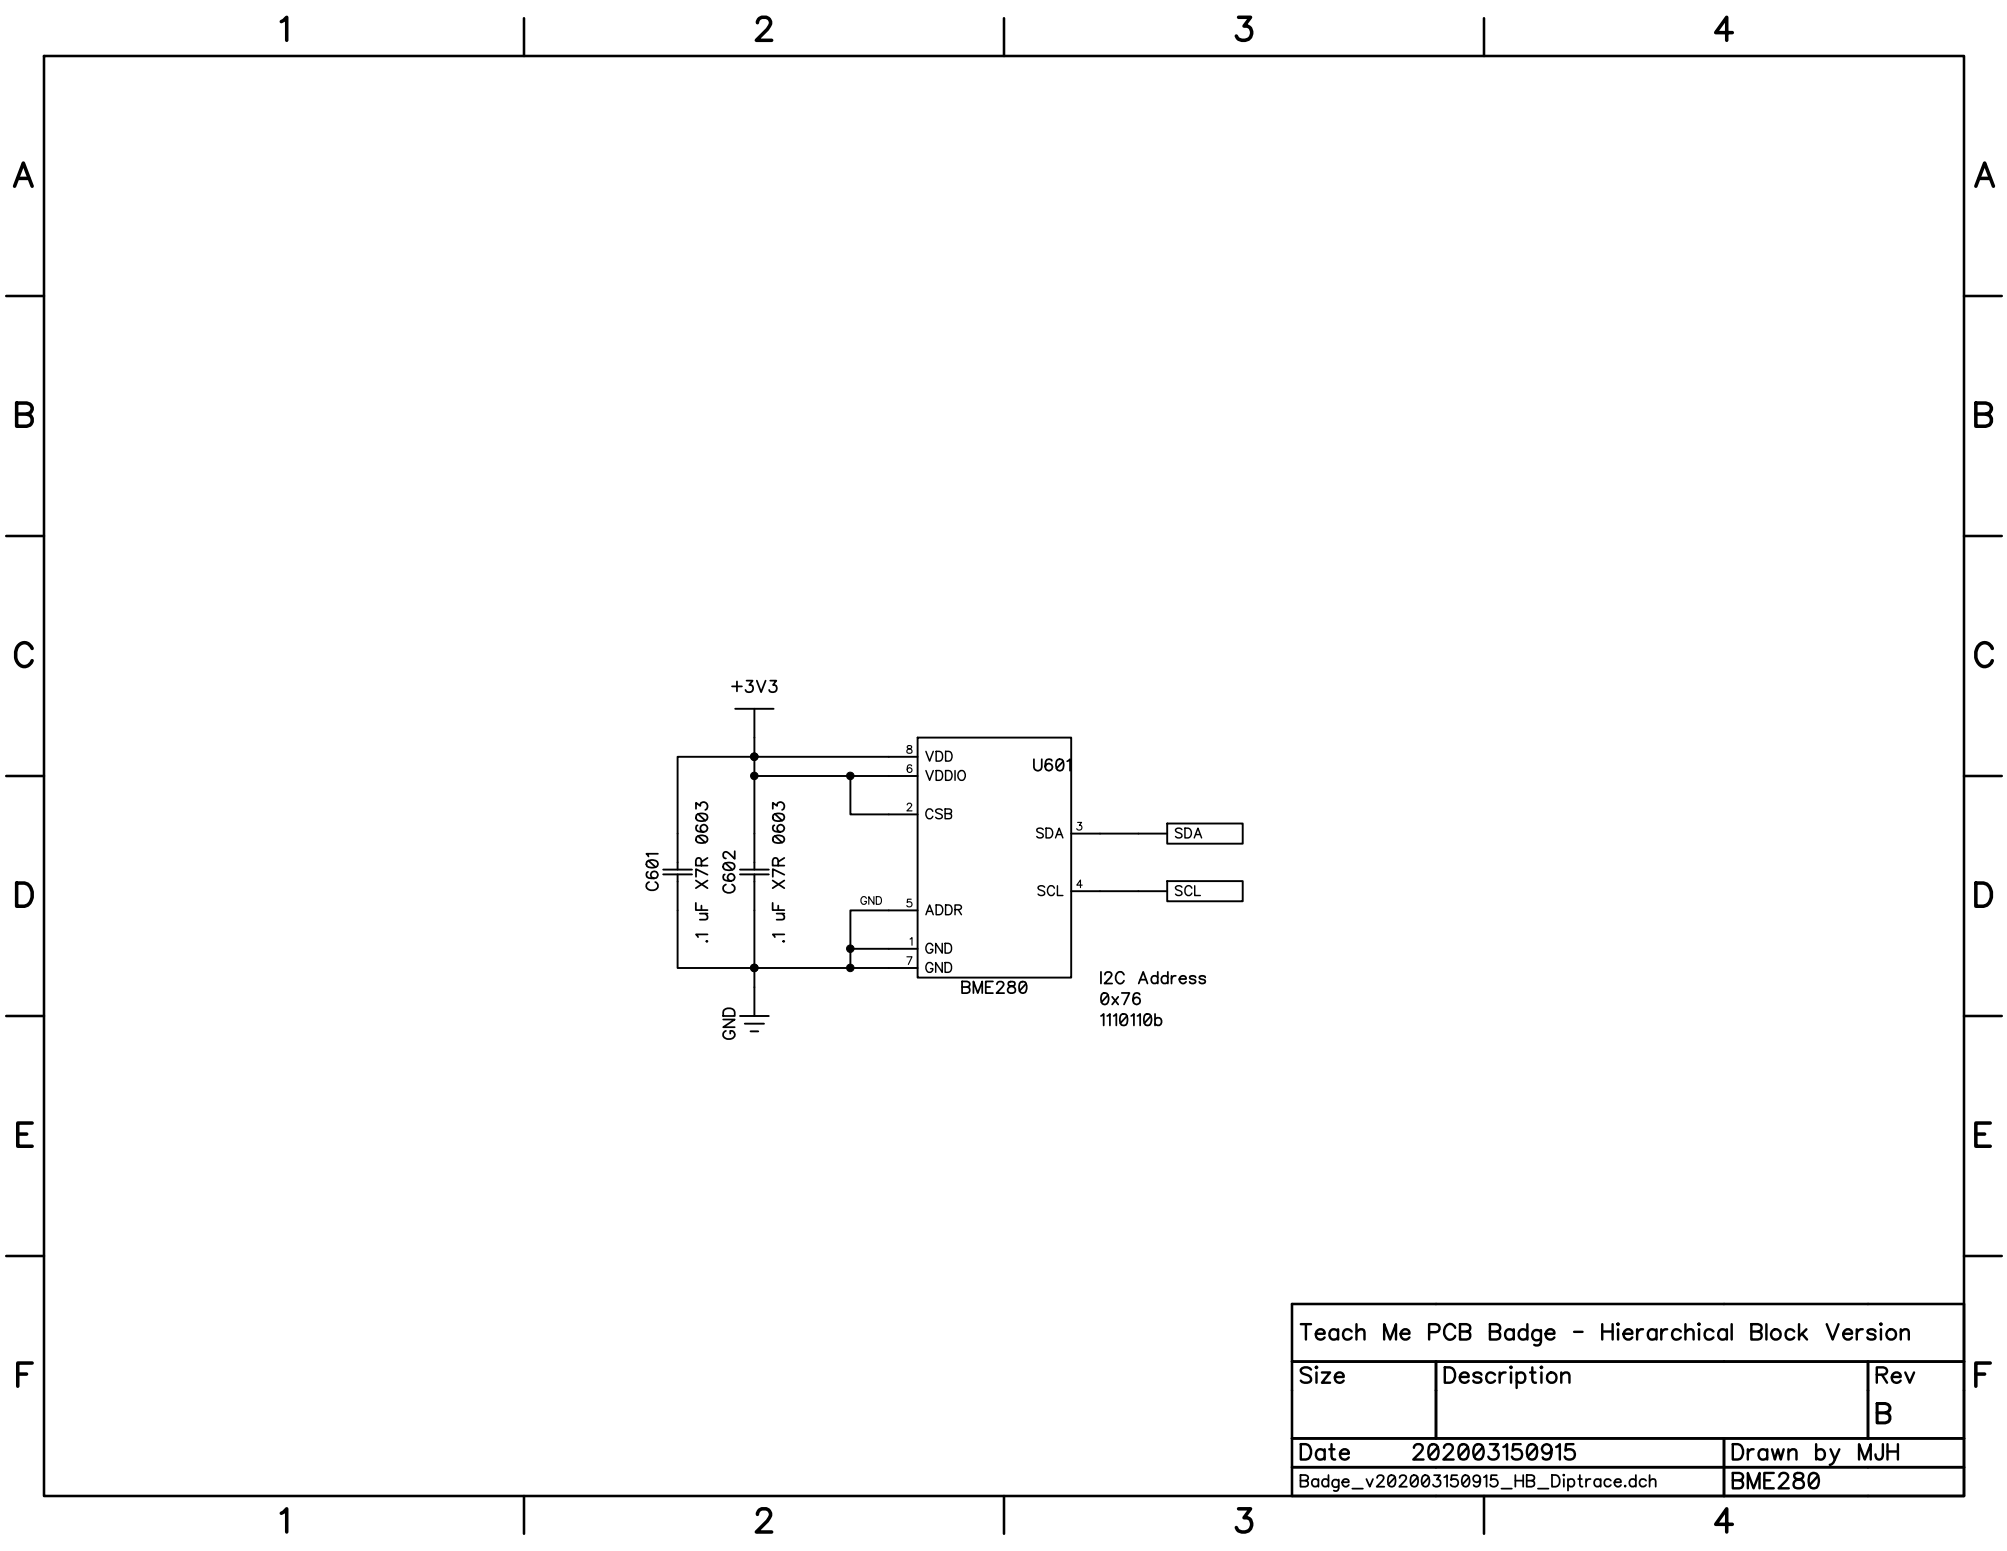 1 2 3 4
A A
B B
C C
D D
E E
F F
+3V3
8 VDD
6 VDDIO
2 CSB
U601
SDA 3 SDA
SCL 4 SCL
C601
.1 uF X7R 0603
C602
.1 uF X7R 0603
GND 5 ADDR
1 GND
7 GND
BME280
GND
I2C Address
0x76
1110110b
Teach Me PCB Badge - Hierarchical Block Version
Size Description Rev
B
Date 202003150915 Drawn by MJH
Badge_v202003150915_HB_Diptrace.dch BME280
1 2 3 4